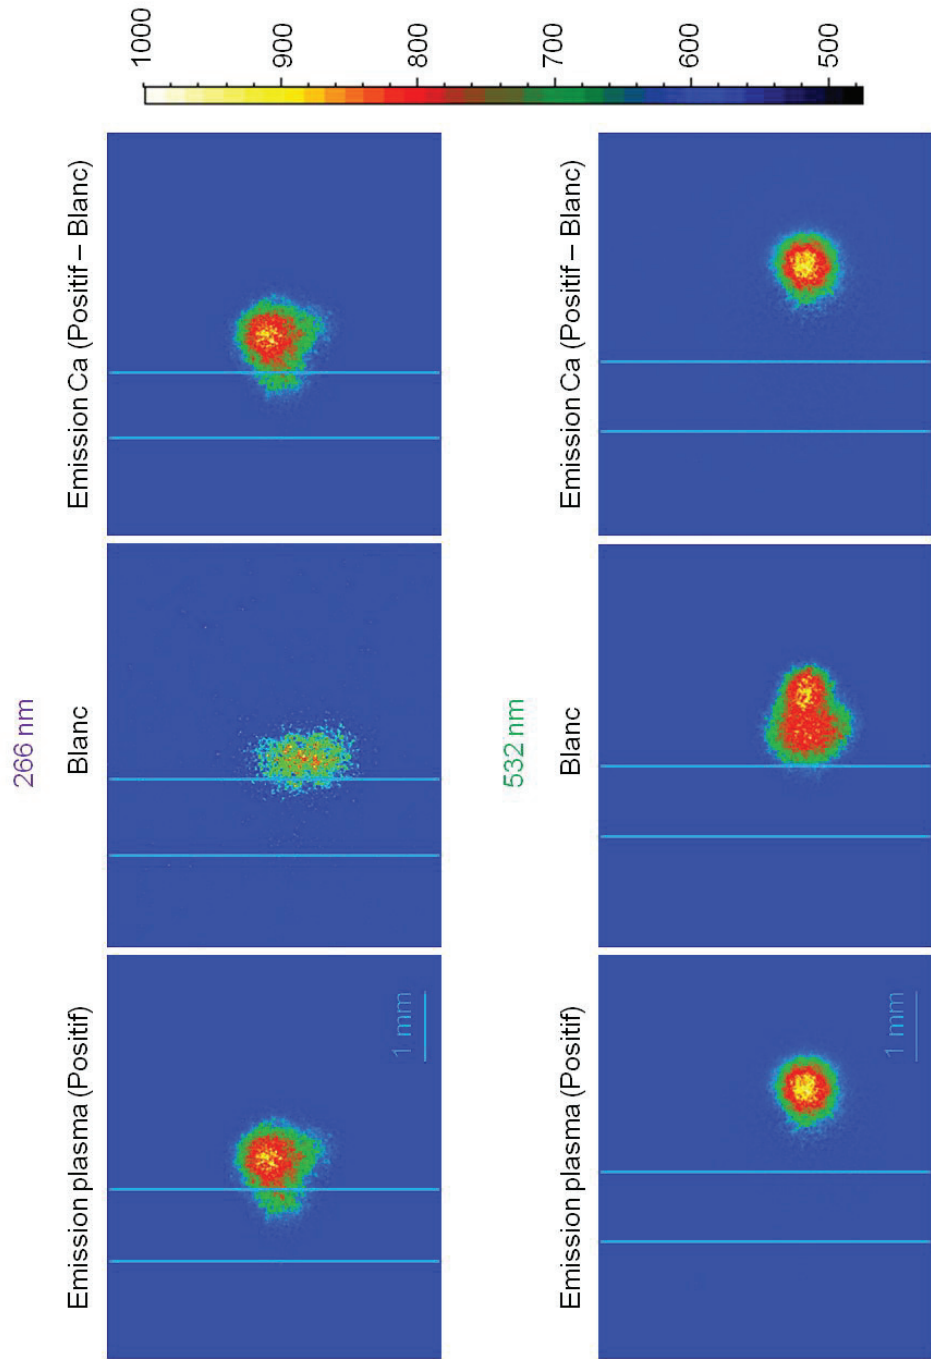 266 nm
Emission plasma (Positif)
Blanc
Emission Ca (Positif – Blanc)
1 mm
532 nm
Emission plasma (Positif)
Blanc
Emission Ca (Positif – Blanc)
1 mm
1000
900
800
700
600
500